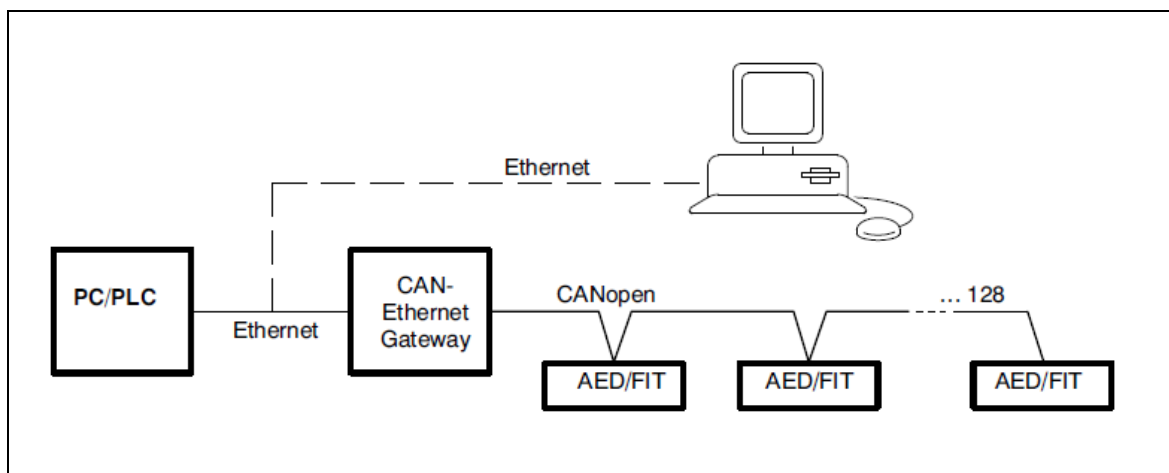 Ethernet
PC/PLC
Ethernet
CAN-
Ethernet
Gateway
CANopen
... 128
AED/FIT
AED/FIT
AED/FIT